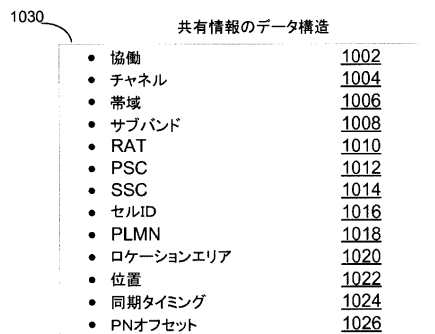 1030
共有情報のデータ構造
• 協働 1002
• チャネル 1004
• 帯域 1006
• サブバンド 1008
• RAT 1010
• PSC 1012
• SSC 1014
• セルID 1016
• PLMN 1018
• ロケーションエリア 1020
• 位置 1022
• 同期タイミング 1024
• PNオフセット 1026